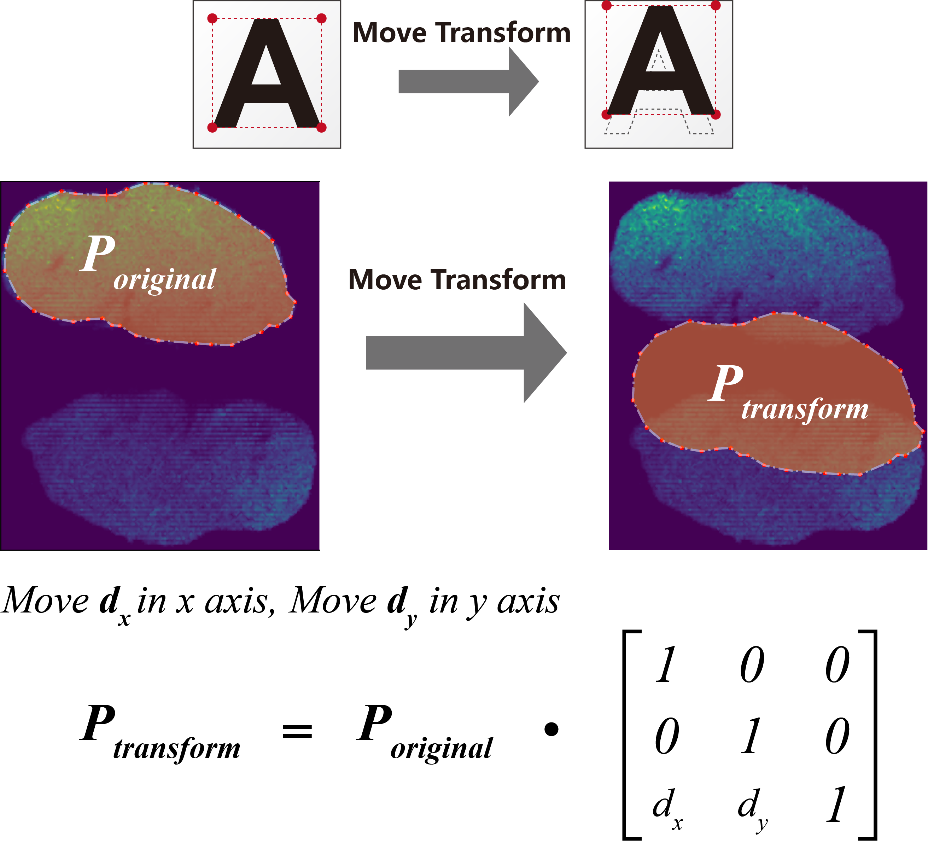 A
Move Transform
A
P original
Move Transform
P transform
Move dx in x axis, Move dy in y axis
P transform = P original •
1 0 0
0 1 0
dx dy 1